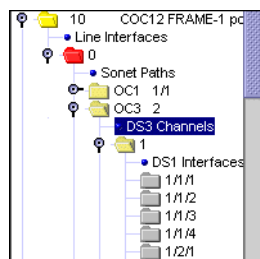 10 COC12 FRAME-1 po
Line Interfaces
0
Sonet Paths
OC1 1/1
OC3 2
DS3 Channels
1
DS1 Interfaces
1/1/1
1/1/2
1/1/3
1/1/4
1/2/1